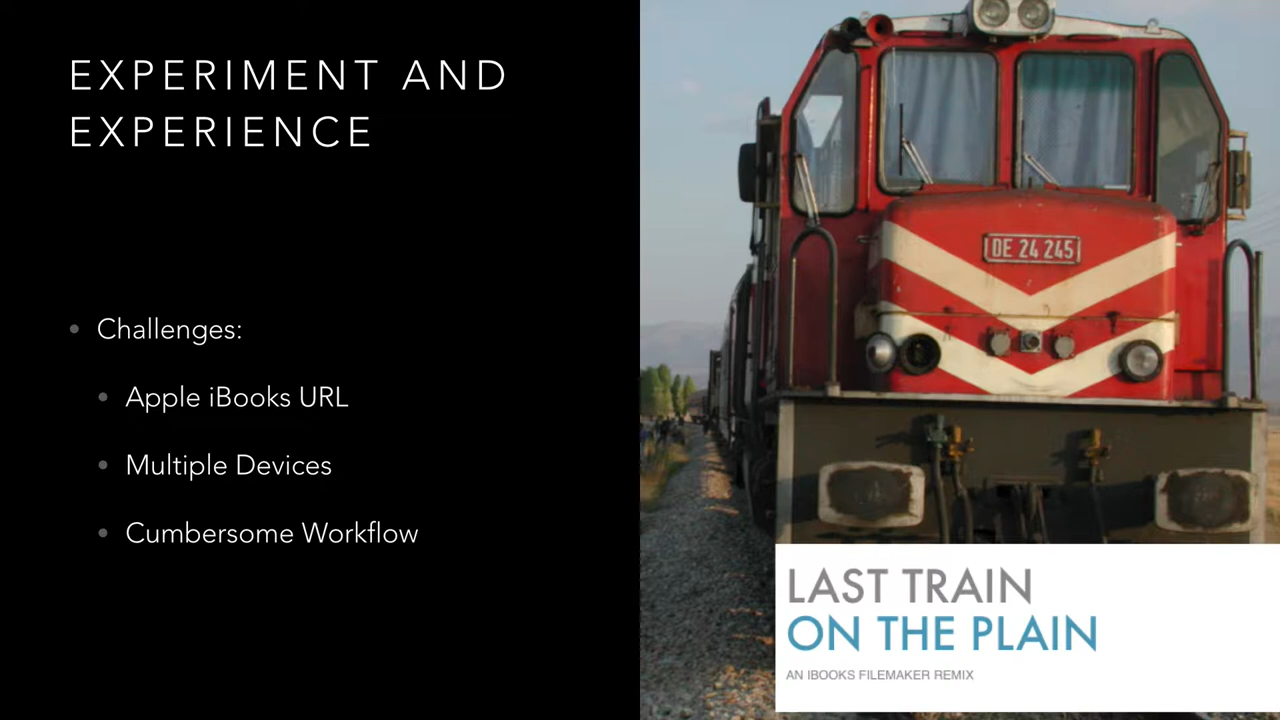 EXPERIMENT AND
EXPERIENCE
Challenges:
Apple iBooks URL
Multiple Devices
Cumbersome Workflow
DE 24 245
LAST TRAIN
ON THE PLAIN
AN IBOOKS FILEMAKER REMIX